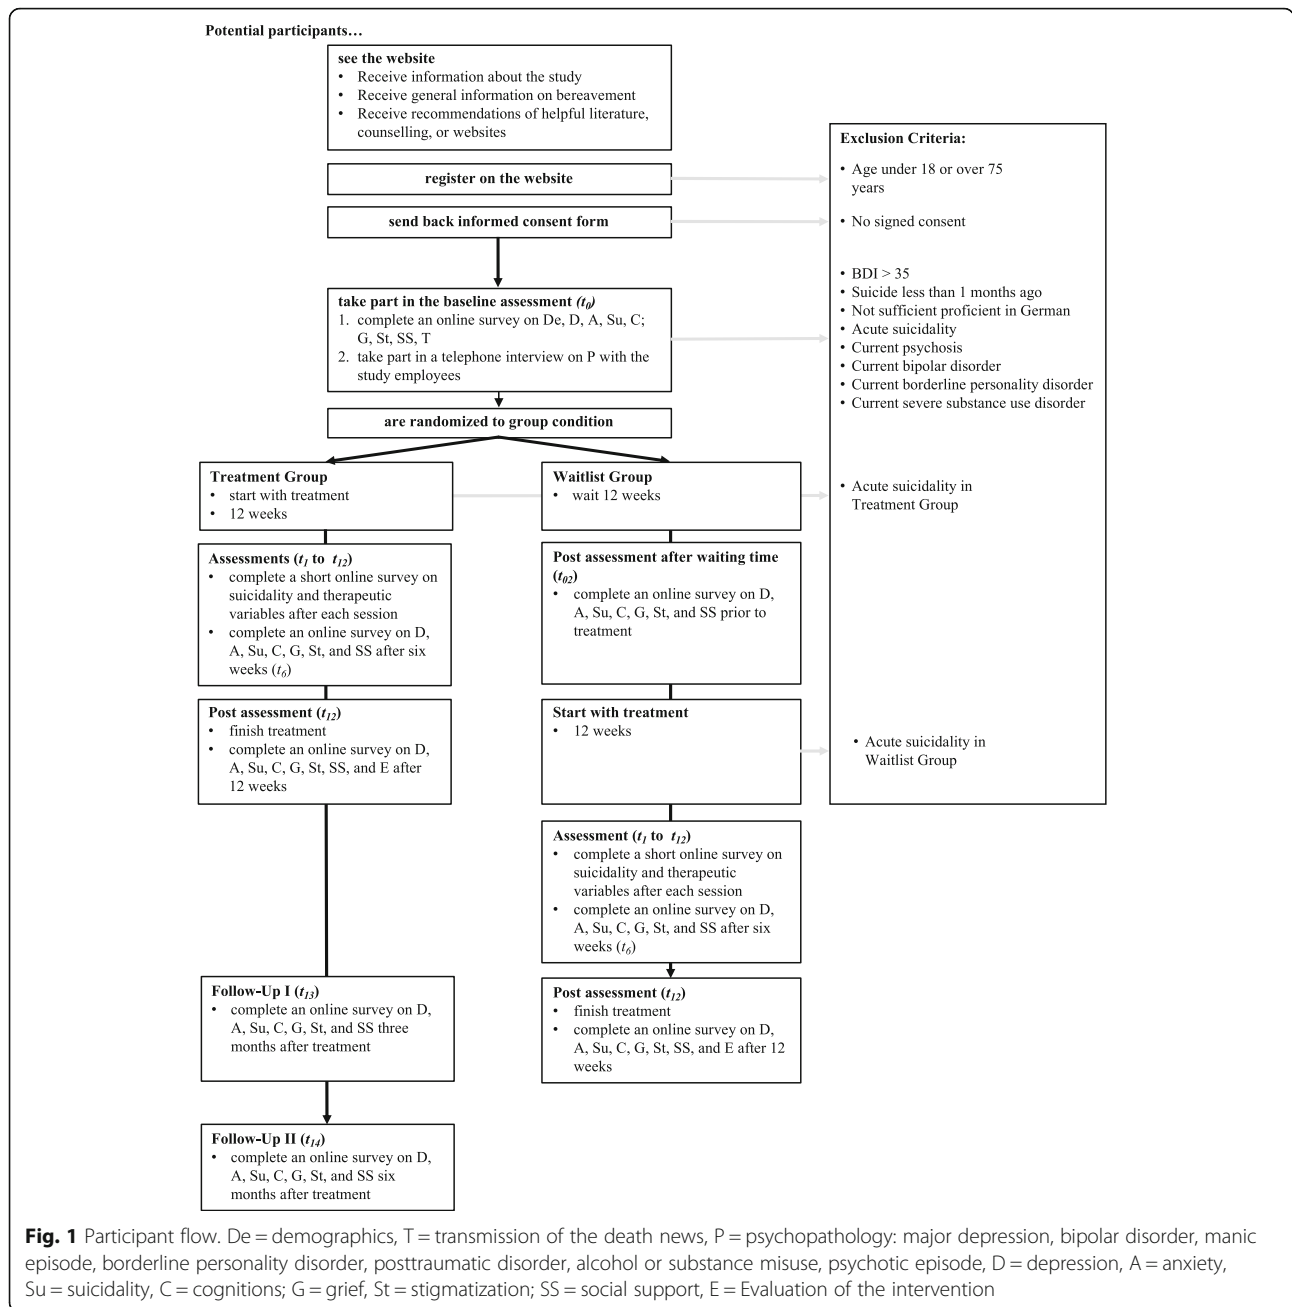 Potential participants…
see the website
• Receive information about the study
• Receive general information on bereavement
• Receive recommendations of helpful literature,
counselling, or websites
register on the website
send back informed consent form
take part in the baseline assessment (t0)
1. complete an online survey on De, D, A, Su, C;
G, St, SS, T
2. take part in a telephone interview on P with the
study employees
are randomized to group condition
Exclusion Criteria:
• Age under 18 or over 75
years
• No signed consent
• BDI > 35
• Suicide less than 1 months ago
• Not sufficient proficient in German
• Acute suicidality
• Current psychosis
• Current bipolar disorder
• Current borderline personality disorder
• Current severe substance use disorder
• Acute suicidality in
Treatment Group
• Acute suicidality in
Waitlist Group
Treatment Group
• start with treatment
• 12 weeks
Assessments (t1 to t12)
• complete a short online survey on
suicidality and therapeutic
variables after each session
• complete an online survey on D,
A, Su, C, G, St, and SS after six
weeks (t6)
Post assessment (t12)
• finish treatment
• complete an online survey on D,
A, Su, C, G, St, SS, and E after
12 weeks
Follow-Up I (t13)
• complete an online survey on D,
A, Su, C, G, St, and SS three
months after treatment
Follow-Up II (t14)
• complete an online survey on D,
A, Su, C, G, St, and SS six
months after treatment
Waitlist Group
• wait 12 weeks
Post assessment after waiting time
(t02)
• complete an online survey on D,
A, Su, C, G, St, and SS prior to
treatment
Start with treatment
• 12 weeks
Assessment (t1 to t12)
• complete a short online survey on
suicidality and therapeutic
variables after each session
• complete an online survey on D,
A, Su, C, G, St, and SS after six
weeks (t6)
Post assessment (t12)
• finish treatment
• complete an online survey on D,
A, Su, C, G, St, SS, and E after 12
weeks
Fig. 1 Participant flow. De = demographics, T = transmission of the death news, P = psychopathology: major depression, bipolar disorder, manic
episode, borderline personality disorder, posttraumatic disorder, alcohol or substance misuse, psychotic episode, D = depression, A = anxiety,
Su = suicidality, C = cognitions; G = grief, St = stigmatization; SS = social support, E = Evaluation of the intervention